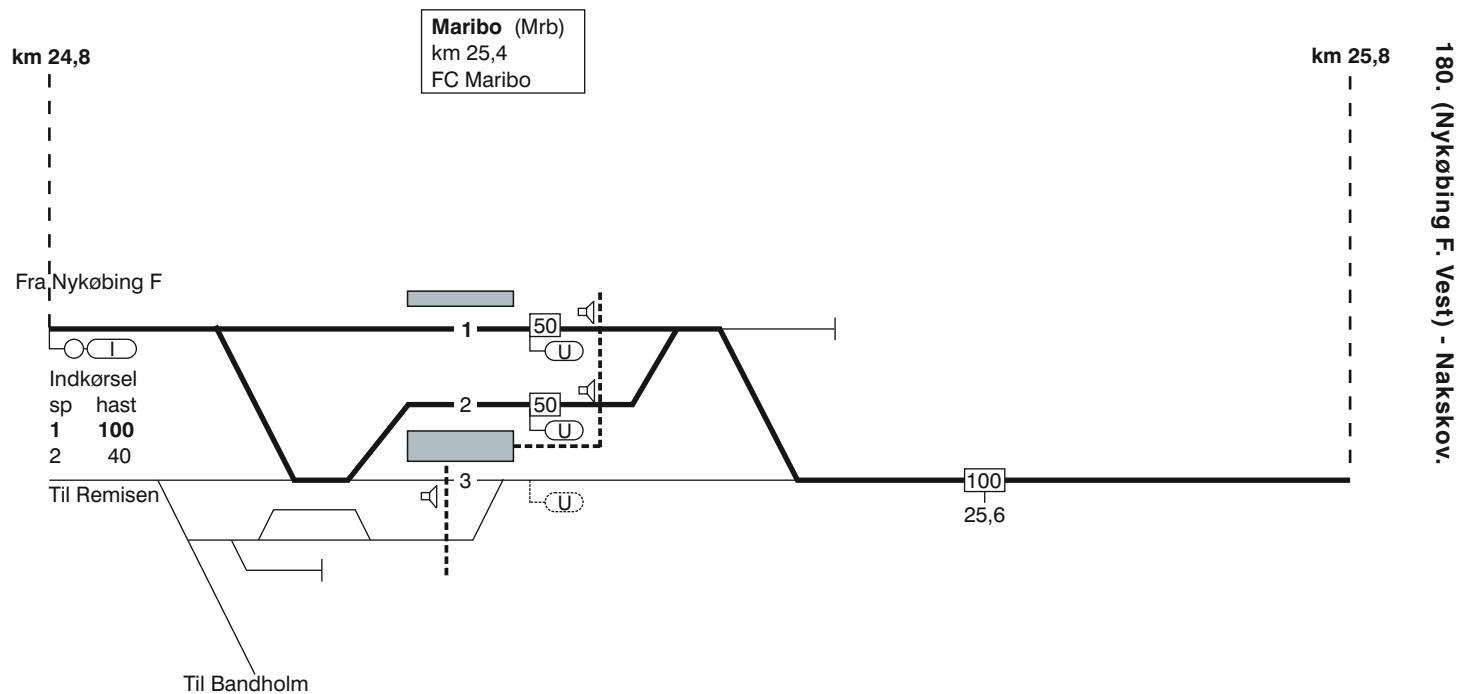 Maribo (Mrb)
km 25,4
FC Maribo
km 24,8
km 25,8
180. (Nykøbing F. Vest) - Nakskov.
Fra Nykøbing F
1
50
U
I
Indkørsel
sp hast
1 100
2 40
2
50
U
3
U
Til Remisen
100
25,6
Til Bandholm